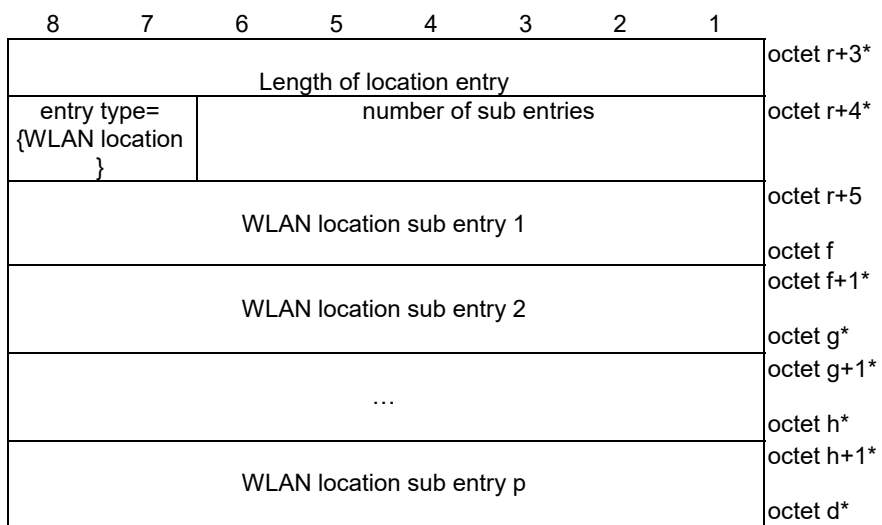 8 7 6 5 4 3 2 1
Length of location entry
octet r+3*
entry type=
{WLAN location
}
number of sub entries
octet r+4*
WLAN location sub entry 1
octet r+5
octet f
WLAN location sub entry 2
octet f+1*
octet g*
…
octet g+1*
octet h*
WLAN location sub entry p
octet h+1*
octet d*